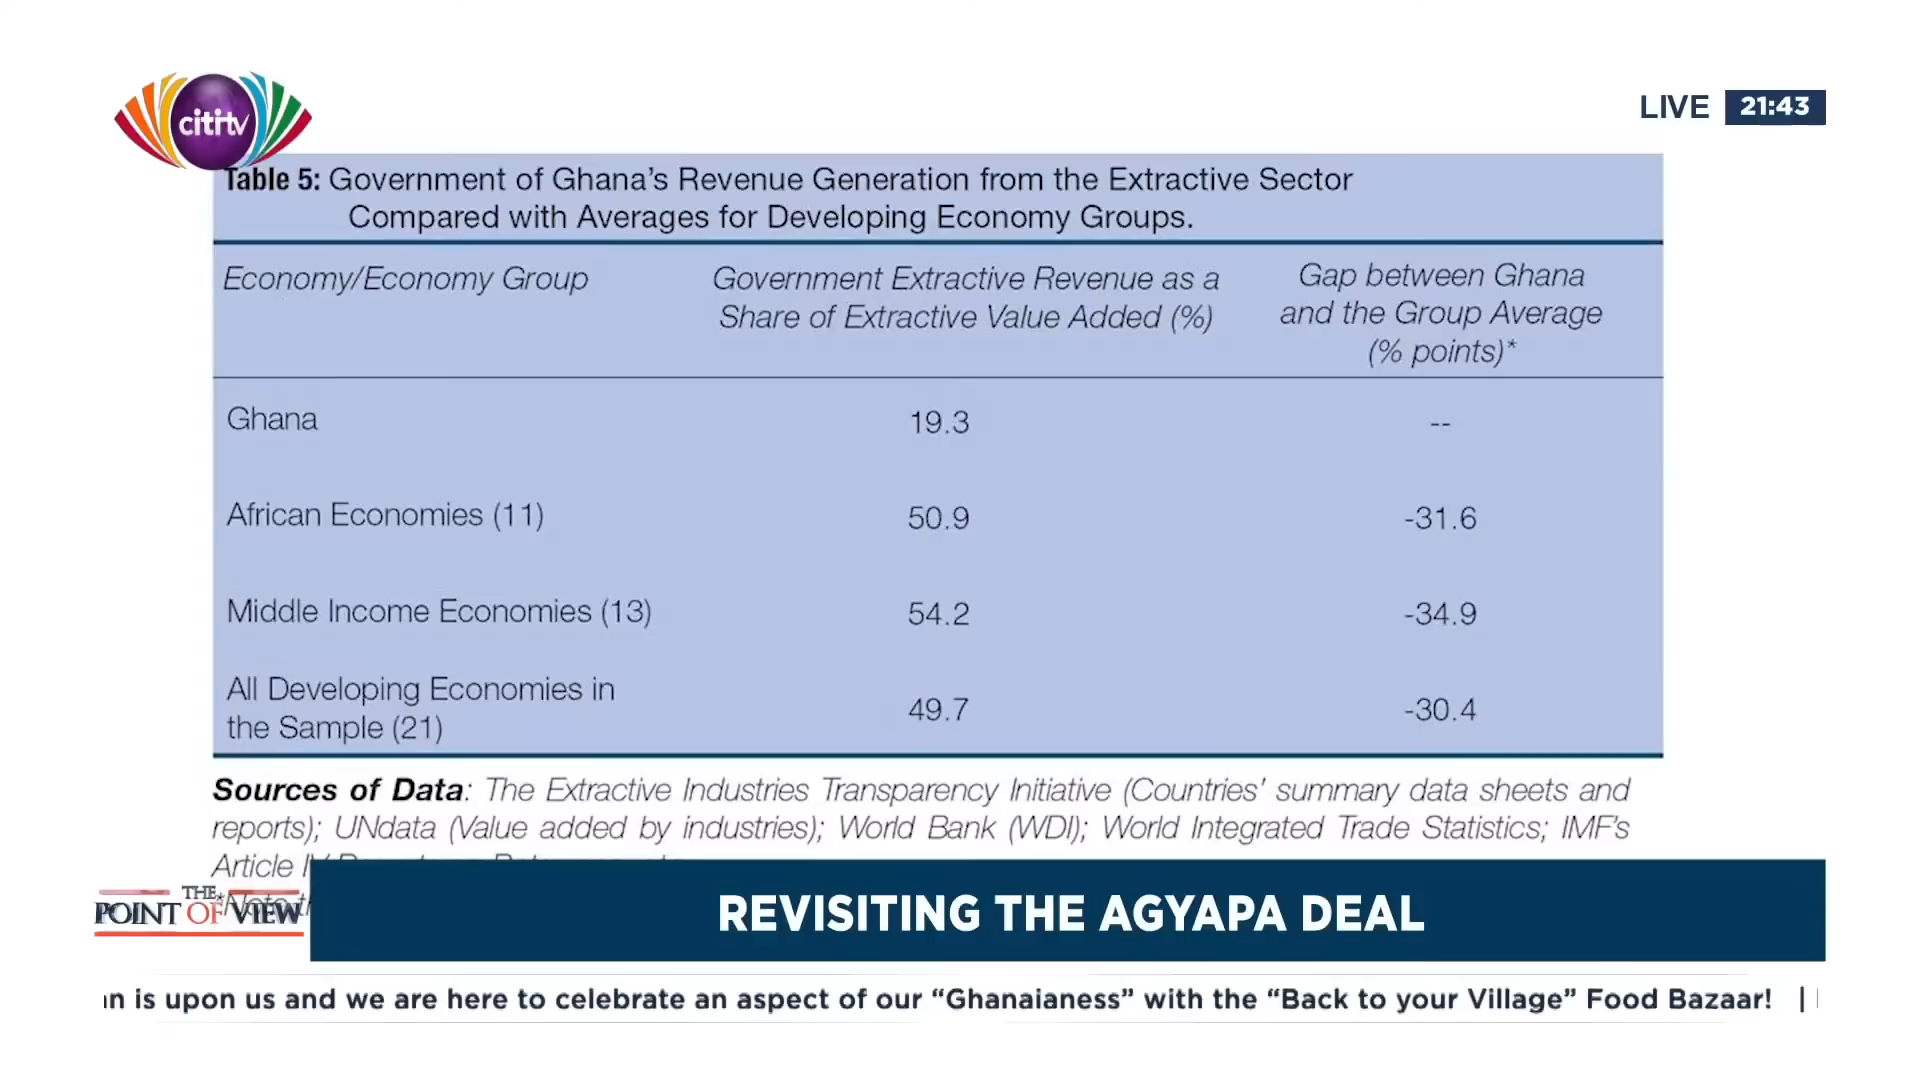 citi tv
LIVE 21:43
Table 5: Government of Ghana's Revenue Generation from the Extractive Sector
Compared with Averages for Developing Economy Groups.
Economy/Economy Group
Government Extractive Revenue as a
Share of Extractive Value Added (%)
Gap between Ghana
and the Group Average
(% points)*
Ghana 19.3 --
African Economies (11) 50.9 -31.6
Middle Income Economies (13) 54.2 -34.9
All Developing Economies in
the Sample (21) 49.7 -30.4
Sources of Data: The Extractive Industries Transparency Initiative (Countries' summary data sheets and
reports); UNdata (Value added by industries); World Bank (WDI); World Integrated Trade Statistics; IMF's
Article
*Note
THE
POINT OF VIEW
REVISITING THE AGYAPA DEAL
is upon us and we are here to celebrate an aspect of our “Ghanaianess” with the “Back to your Village” Food Bazaar! |